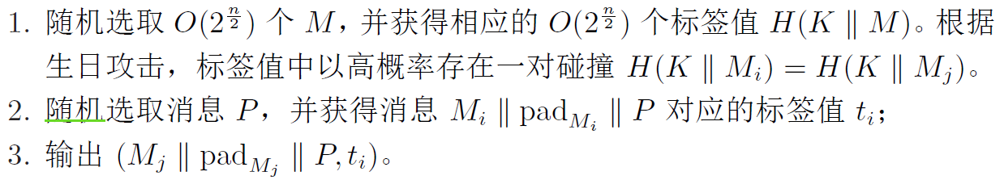 1. 随机选取 $O(2^{\frac{n}{2}})$ 个 $M$，并获得相应的 $O(2^{\frac{n}{2}})$ 个标签值 $H(K \parallel M)$。根据
生日攻击，标签值中以高概率存在一对碰撞 $H(K \parallel M_i) = H(K \parallel M_j)$。
2. 随机选取消息 $P$，并获得消息 $M_i \parallel \mathrm{pad}_{M_i} \parallel P$ 对应的标签值 $t_i$；
3. 输出 $(M_j \parallel \mathrm{pad}_{M_j} \parallel P, t_i)$。